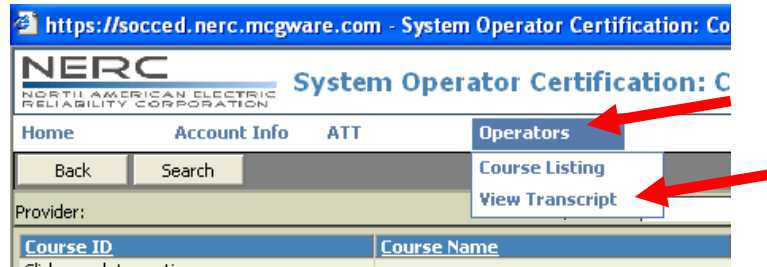 https://socced.nerc.mcgware.com - System Operator Certification: Co
NERC
NORTH AMERICAN ELECTRIC
RELIABILITY CORPORATION
System Operator Certification: C
Home Account Info ATT Operators
Back Search Course Listing
View Transcript
Provider:
Course ID Course Name